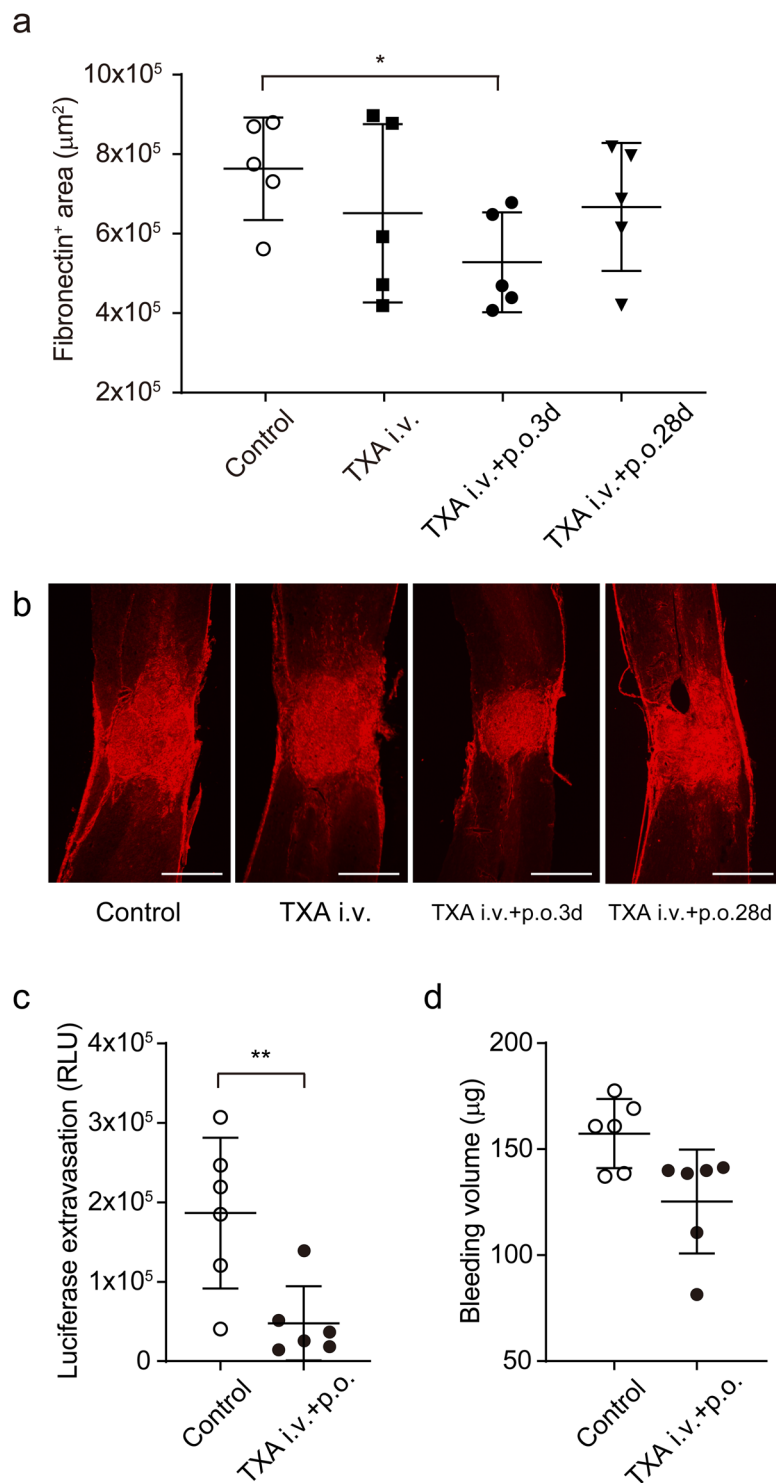 a
Fibronectin⁺ area (μm²)
10x10⁵
8x10⁵
6x10⁵
4x10⁵
2x10⁵
*
Control
TXA i.v.
TXA i.v.+p.o.3d
TXA i.v.+p.o.28d
b
Control
TXA i.v.
TXA i.v.+p.o.3d
TXA i.v.+p.o.28d
c
Luciferase extravasation (RLU)
4x10⁵
3x10⁵
2x10⁵
1x10⁵
0
**
Control
TXA i.v.+p.o.
d
Bleeding volume (μg)
200
150
100
50
Control
TXA i.v.+p.o.